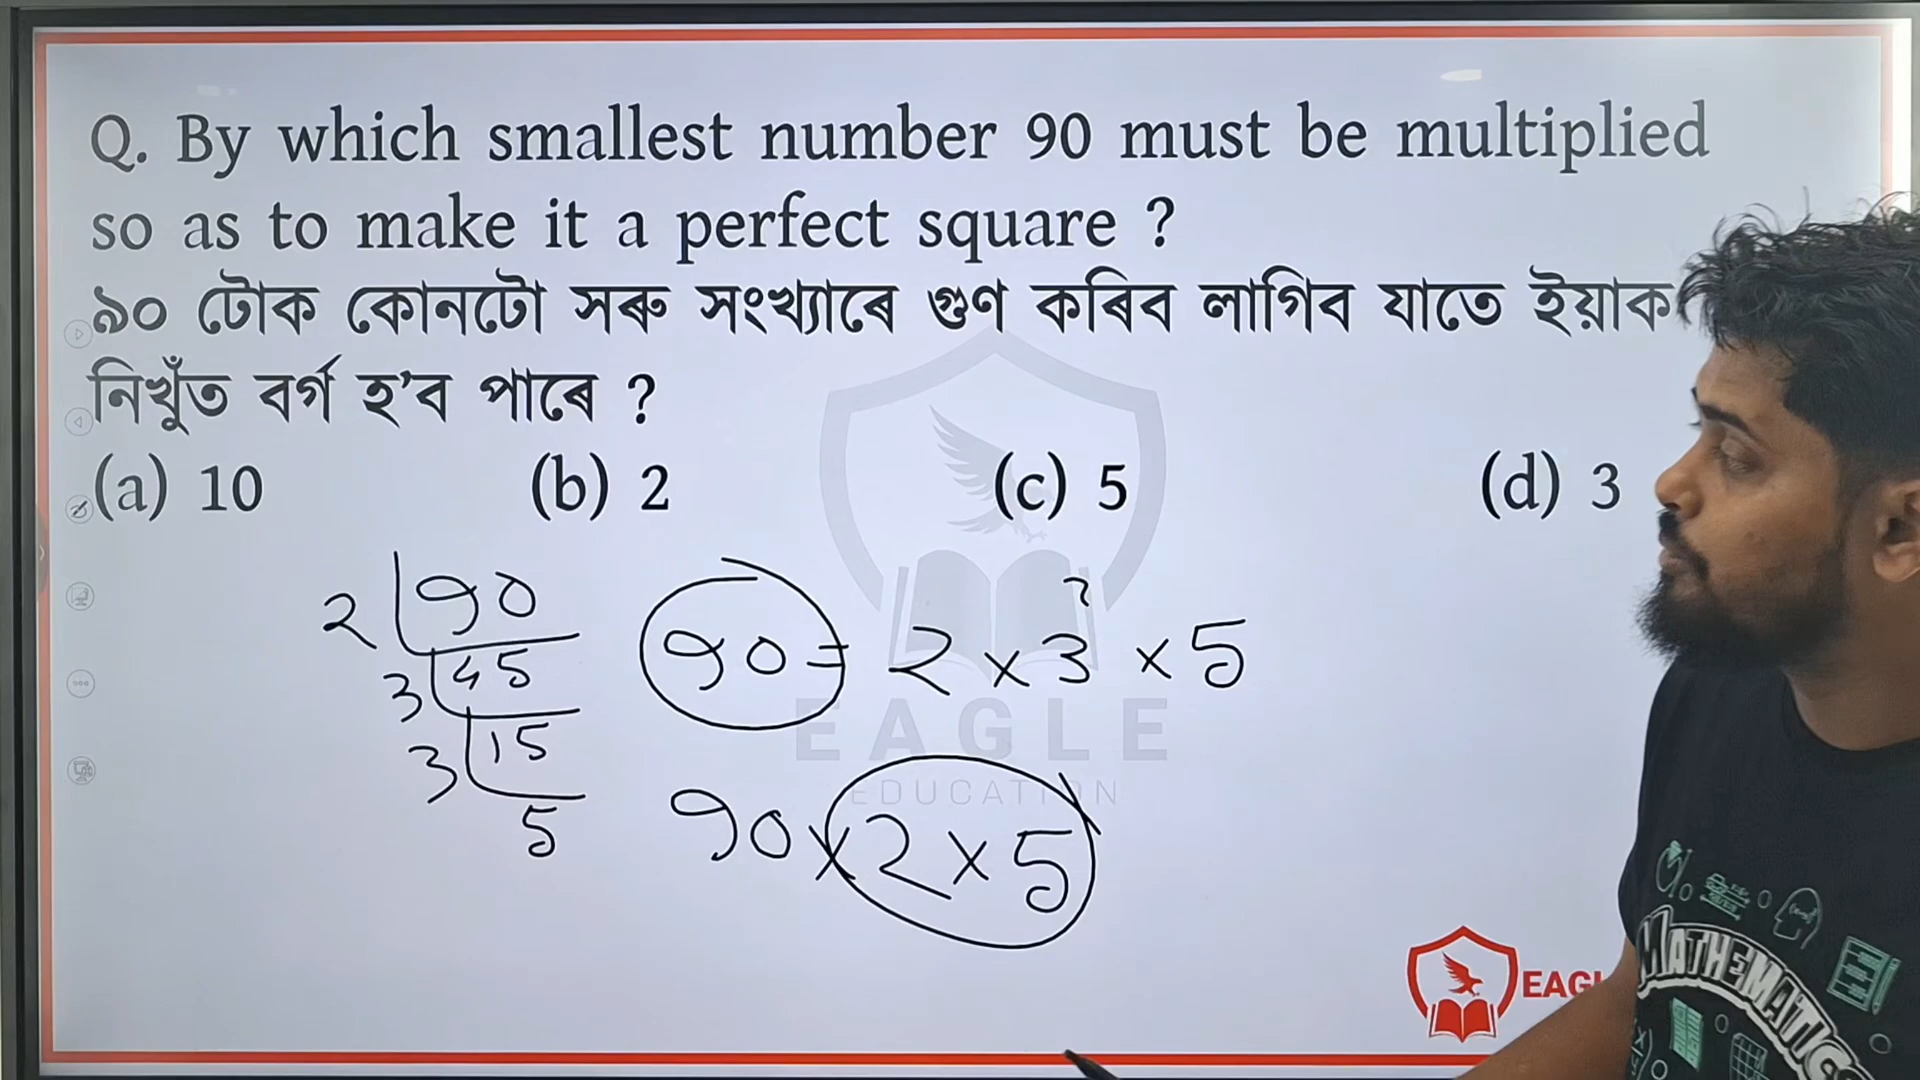 Q. By which smallest number 90 must be multiplied
so as to make it a perfect square ?
৯০ টোক কোনটো সৰু সংখ্যাৰে গুণ কৰিব লাগিব যাতে ইয়াক
নিখুঁত বৰ্গ হ'ব পাৰে ?
(a) 10 (b) 2 (c) 5 (d) 3
2 90
3 45
3 15
5
90 = 2 × 3² × 5
90 × 2 × 5
EAGLE
EDUCATION
MATHEMATIC